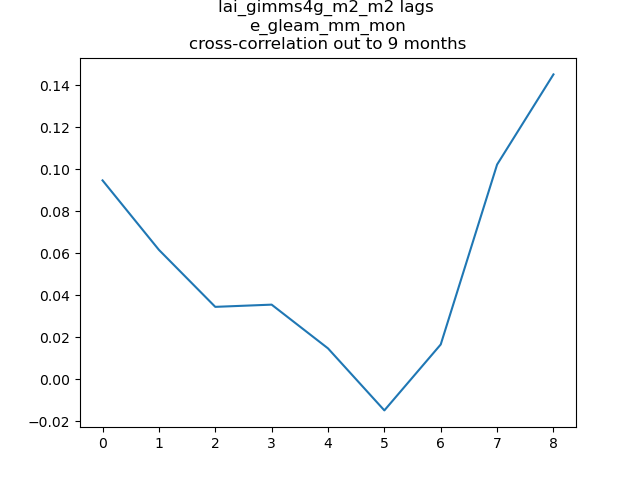 lai_gimms4g_m2_m2 lags
e_gleam_mm_mon
cross-correlation out to 9 months
0.14
0.12
0.10
0.08
0.06
0.04
0.02
0.00
−0.02
0 1 2 3 4 5 6 7 8